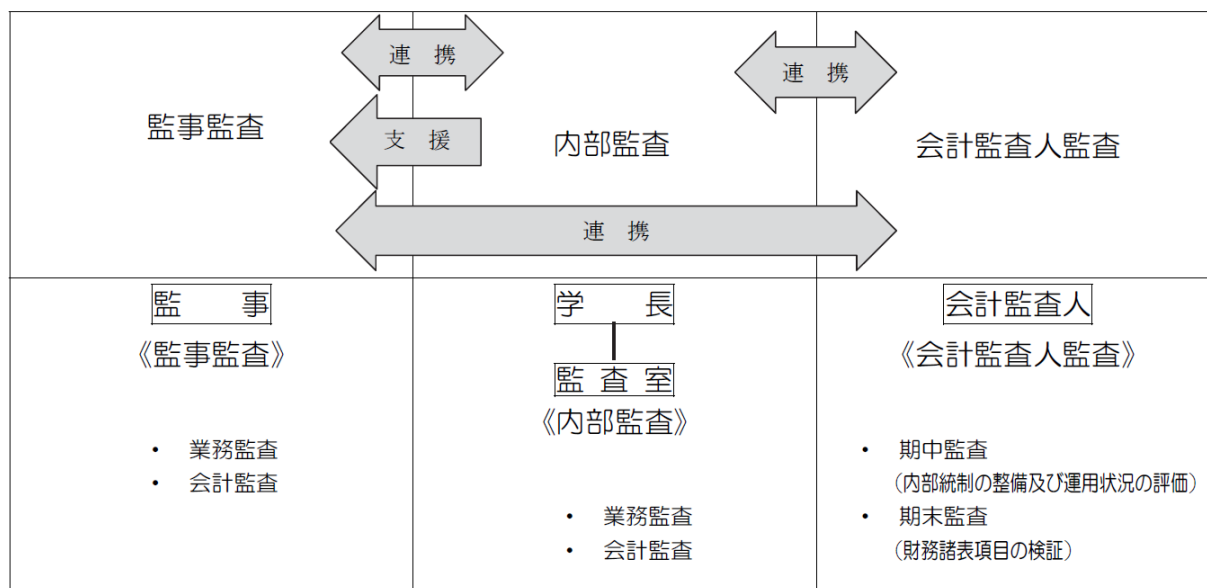 連 携
連 携
監事監査
支 援
内部監査
会計監査人監査
連 携
監 事
《監事監査》
・ 業務監査
・ 会計監査
学 長
監 査 室
《内部監査》
・ 業務監査
・ 会計監査
会計監査人
《会計監査人監査》
・ 期中監査
(内部統制の整備及び運用状況の評価)
・ 期末監査
(財務諸表項目の検証)